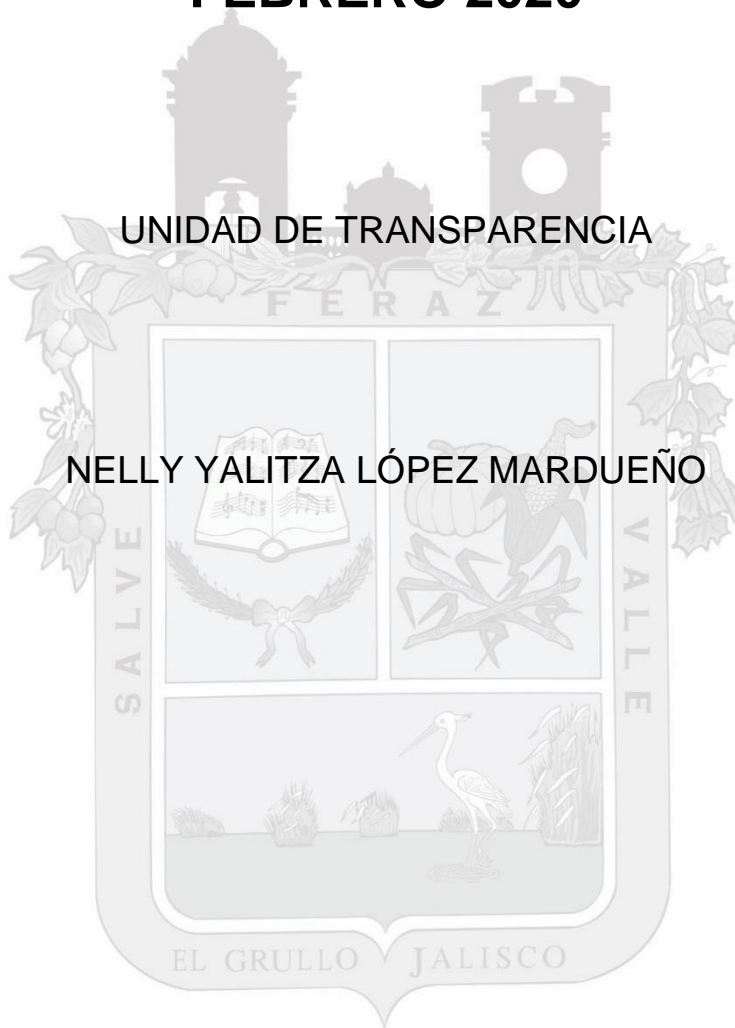 FEBRERO
UNIDAD DE TRANSPARENCIA
FERAZ
NELLY YALITZA LÓPEZ MARDUEÑO
SALVE
VALLE
EL GRULLO JALISCO